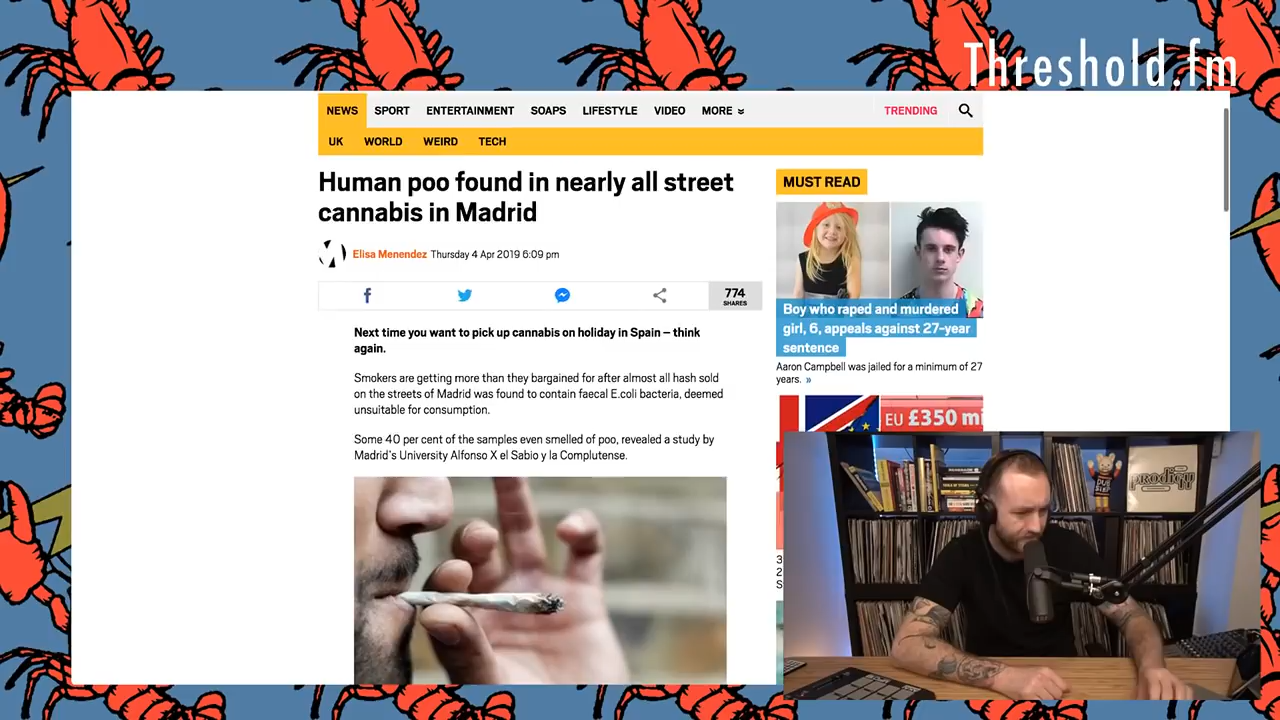 Threshold.fm
NEWS SPORT ENTERTAINMENT SOAPS LIFESTYLE VIDEO MORE TRENDING
UK WORLD WEIRD TECH
Human poo found in nearly all street
cannabis in Madrid
Elisa Menendez Thursday 4 Apr 2019 6:09 pm
774
SHARES
Next time you want to pick up cannabis on holiday in Spain – think
again.
Smokers are getting more than they bargained for after almost all hash sold
on the streets of Madrid was found to contain faecal E.coli bacteria, deemed
unsuitable for consumption.
Some 40 per cent of the samples even smelled of poo, revealed a study by
Madrid's University Alfonso X el Sabio y la Complutense.
MUST READ
Boy who raped and murdered
girl, 6, appeals against 27-year
sentence
Aaron Campbell was jailed for a minimum of 27
years. »
EU £350 mi
3
2
S
prodigy